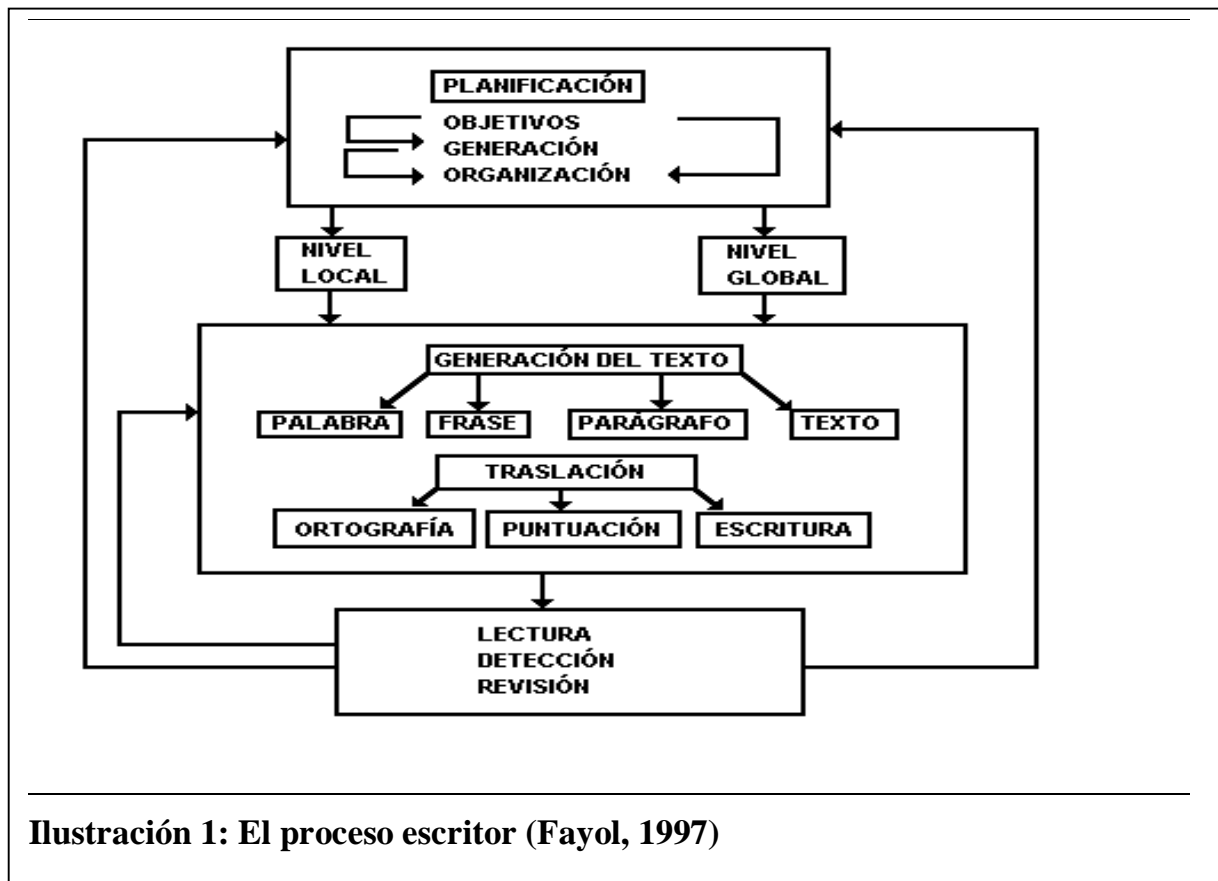 PLANIFICACIÓN
OBJETIVOS
GENERACIÓN
ORGANIZACIÓN
NIVEL
LOCAL
NIVEL
GLOBAL
GENERACIÓN DEL TEXTO
PALABRA
FRASE
PARÁGRAFO
TEXTO
TRASLACIÓN
ORTOGRAFÍA
PUNTUACIÓN
ESCRITURA
LECTURA
DETECCIÓN
REVISIÓN
Ilustración 1: El proceso escritor (Fayol, 1997)